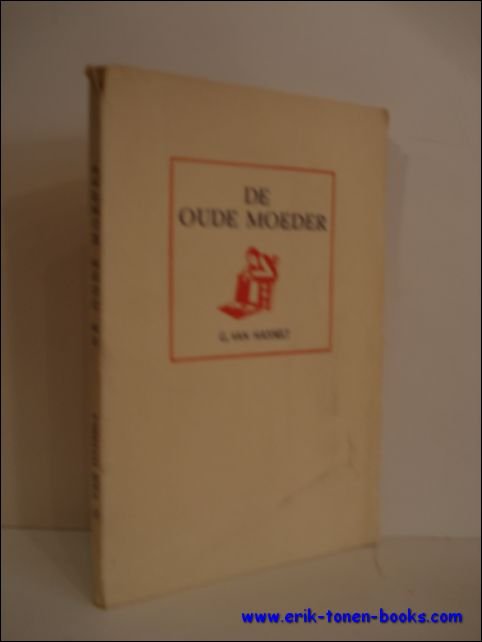 DE
OUDE MOEDER
G. VAN HASSELT
www.erik-tonen-books.com